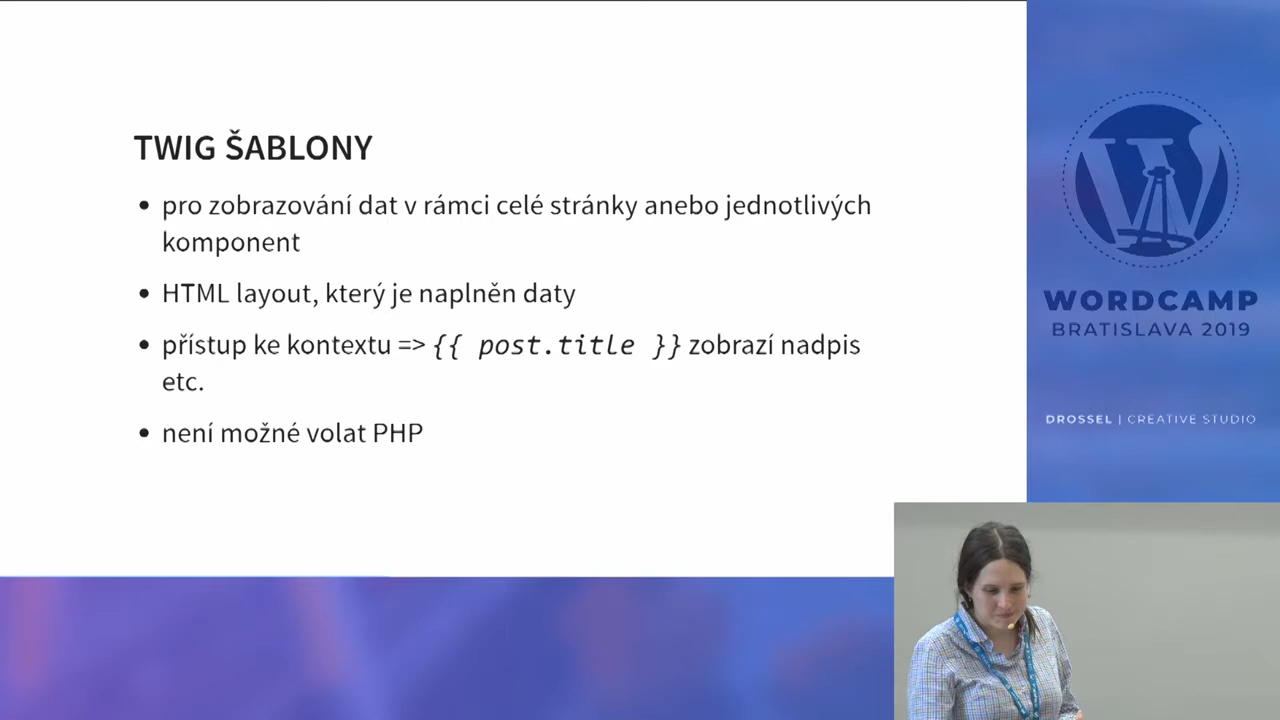 TWIG ŠABLONY
• pro zobrazování dat v rámci celé stránky anebo jednotlivých
komponent
• HTML layout, který je naplněn daty
• přístup ke kontextu => {{ post.title }} zobrazí nadpis
etc.
• není možné volat PHP
WORDCAMP
BRATISLAVA 2019
DROSSEL | CREATIVE STUDIO